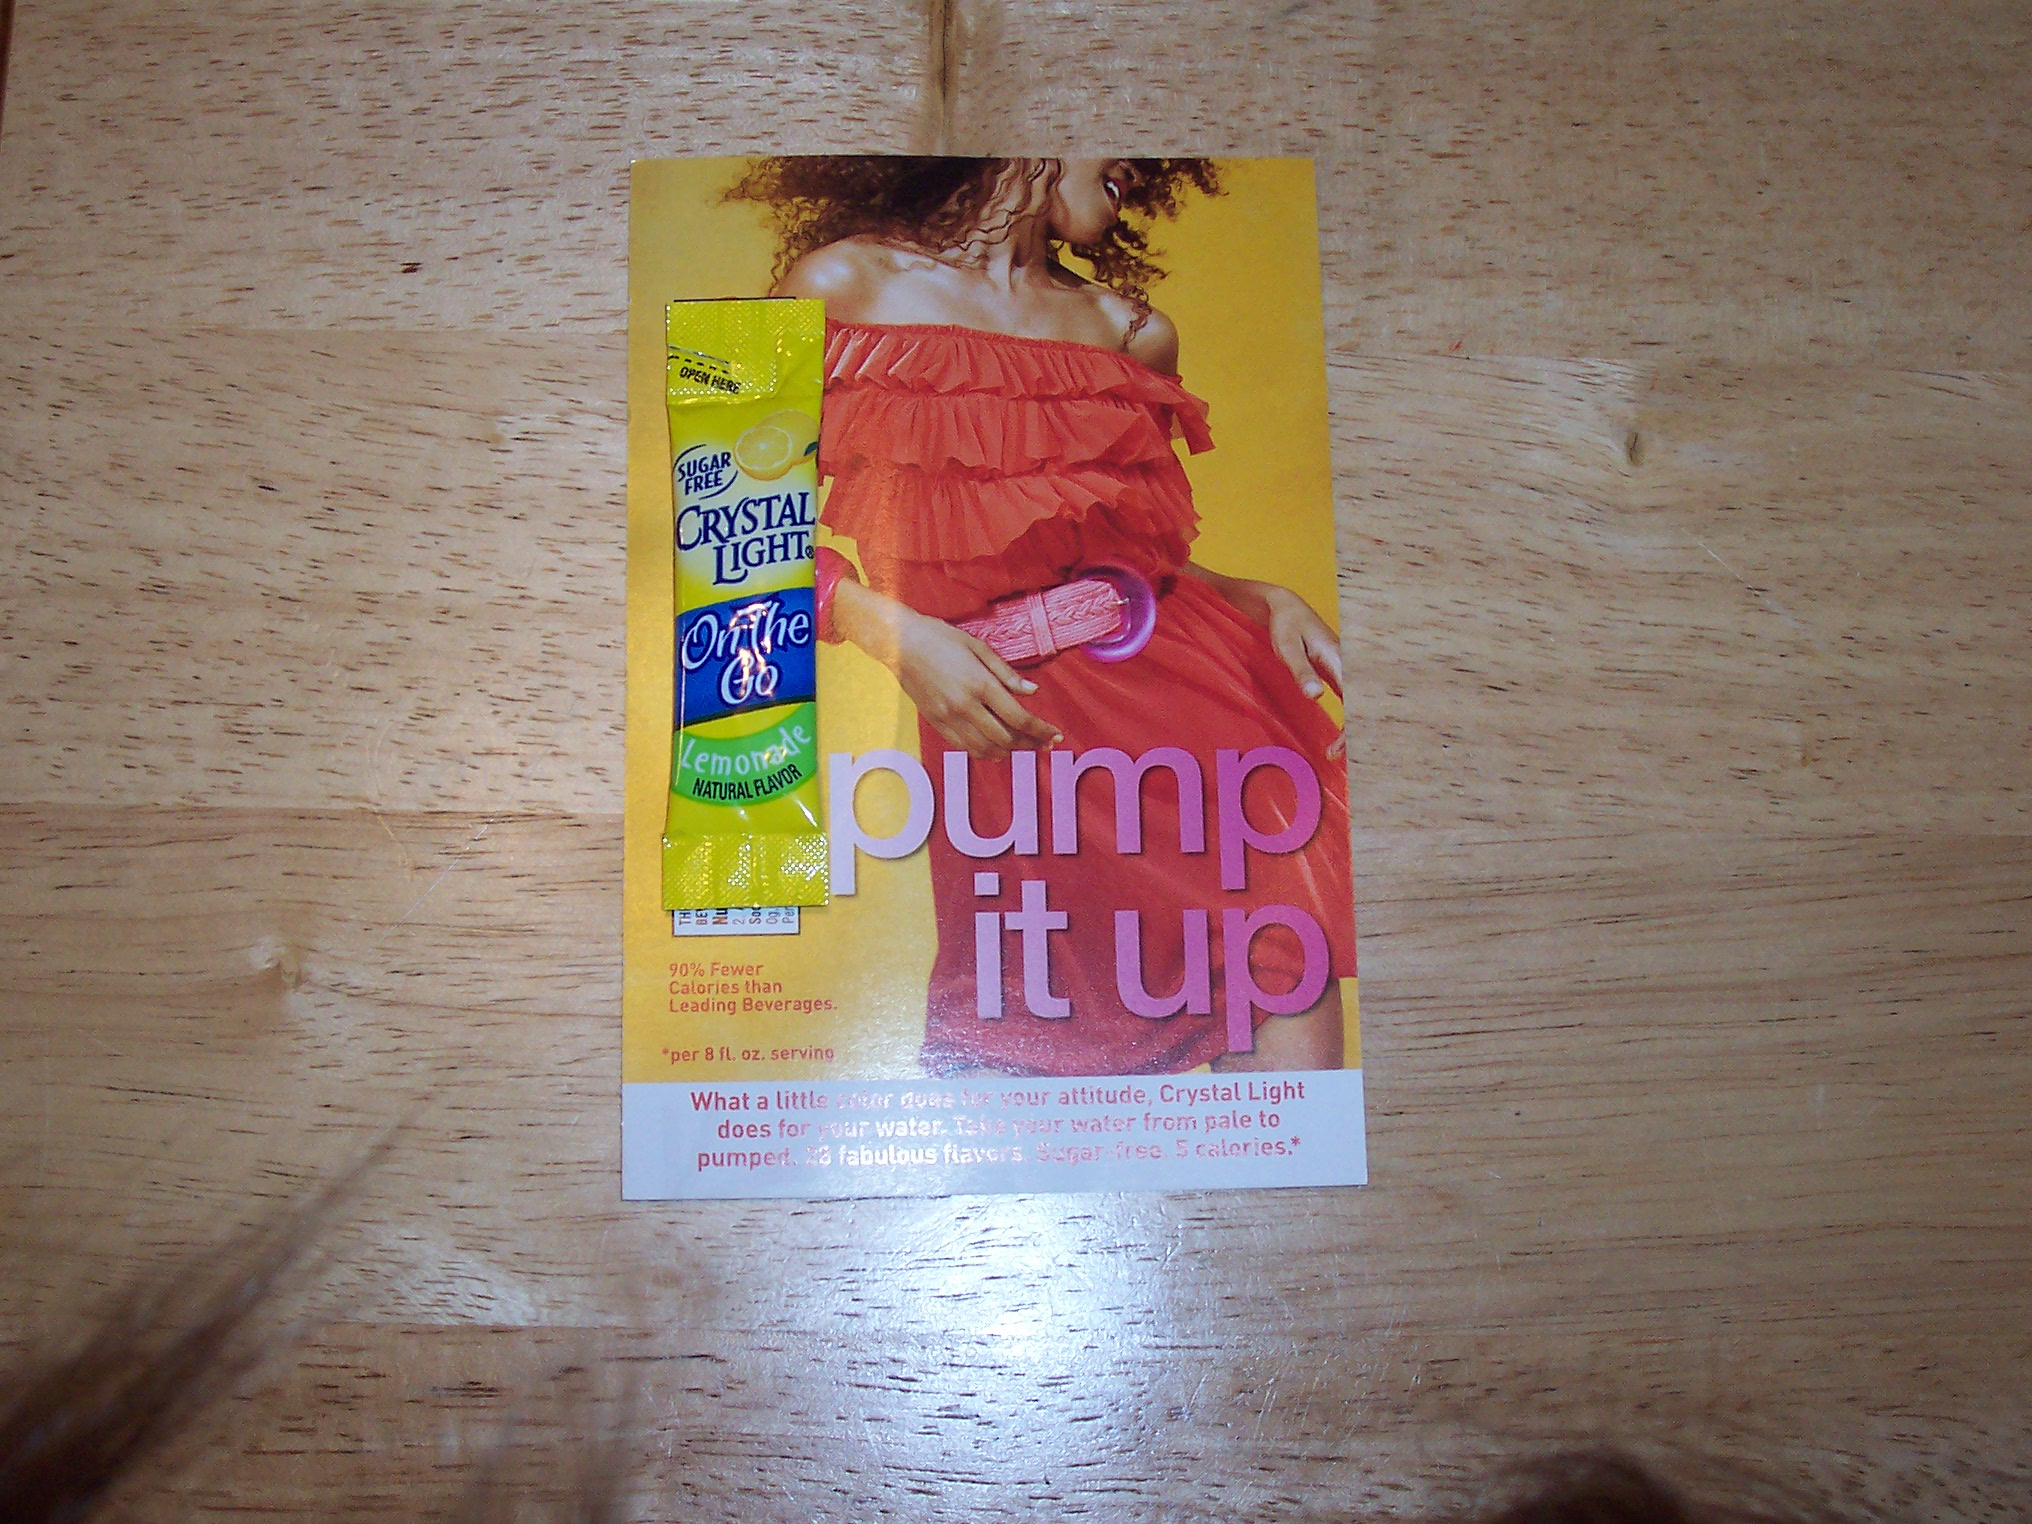 OPEN HERE
SUGAR
FREE
CRYSTAL
LIGHT®
On The
Go
Lemonade
NATURAL FLAVOR
pump
it up
90% Fewer
Calories than
Leading Beverages.
*per 8 fl. oz. serving
What a little color does for your attitude, Crystal Light
does for your water. Take your water from pale to
pumped. fabulous flavors. Sugar-free. 5 calories.*